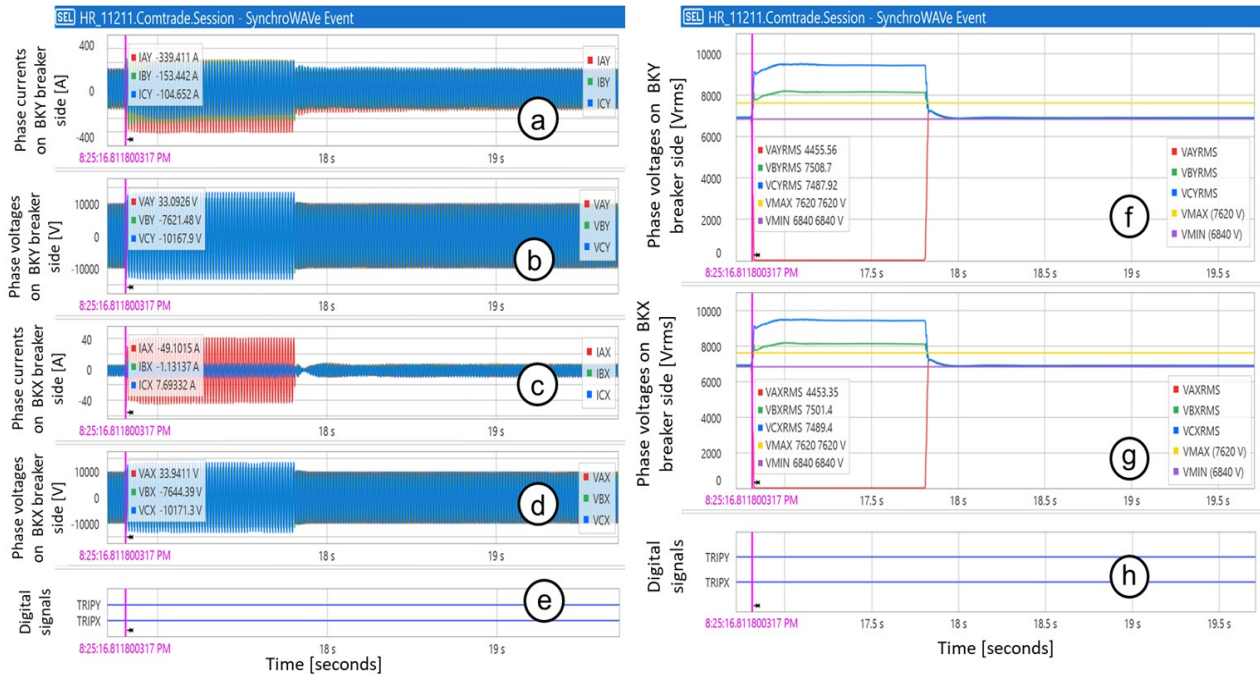 SEL HR_11211.Comtrade.Session - SynchroWAVe Event
Phase currents
on BKY breaker
side [A]
400
0
-400
IAY -339.411 A
IBY -153.442 A
ICY -104.652 A
IAY
IBY
ICY
a
8:25:16.811800317 PM
18 s
19 s
Phase voltages
on BKY breaker
side [V]
10000
0
-10000
VAY 33.0926 V
VBY -7621.48 V
VCY -10167.9 V
VAY
VBY
VCY
b
8:25:16.811800317 PM
18 s
19 s
Phase currents
on BKX breaker
side [A]
40
0
-40
IAX -49.1015 A
IBX -1.13137 A
ICX 7.69332 A
IAX
IBX
ICX
c
8:25:16.811800317 PM
18 s
19 s
Phase voltages
on BKX breaker
side [V]
10000
0
-10000
VAX 33.9411 V
VBX -7644.39 V
VCX -10171.3 V
VAX
VBX
VCX
d
8:25:16.811800317 PM
18 s
19 s
Digital
signals
TRIPY
TRIPX
e
8:25:16.811800317 PM
18 s
19 s
Time [seconds]
SEL HR_11211.Comtrade.Session - SynchroWAVe Event
Phase voltages on BKY
breaker side [Vrms]
10000
8000
6000
4000
2000
0
VAYRMS 4455.56
VBYRMS 7508.7
VCYRMS 7487.92
VMAX 7620 7620 V
VMIN 6840 6840 V
VAYRMS
VBYRMS
VCYRMS
VMAX (7620 V)
VMIN (6840 V)
f
8:25:16.811800317 PM
17.5 s
18 s
18.5 s
19 s
19.5 s
Phase voltages on BKX
breaker side [Vrms]
10000
8000
6000
4000
2000
0
VAXRMS 4453.35
VBXRMS 7501.4
VCXRMS 7489.4
VMAX 7620 7620 V
VMIN 6840 6840 V
VAXRMS
VBXRMS
VCXRMS
VMAX (7620 V)
VMIN (6840 V)
g
8:25:16.811800317 PM
17.5 s
18 s
18.5 s
19 s
19.5 s
Digital
signals
TRIPY
TRIPX
h
8:25:16.811800317 PM
17.5 s
18 s
18.5 s
19 s
19.5 s
Time [seconds]